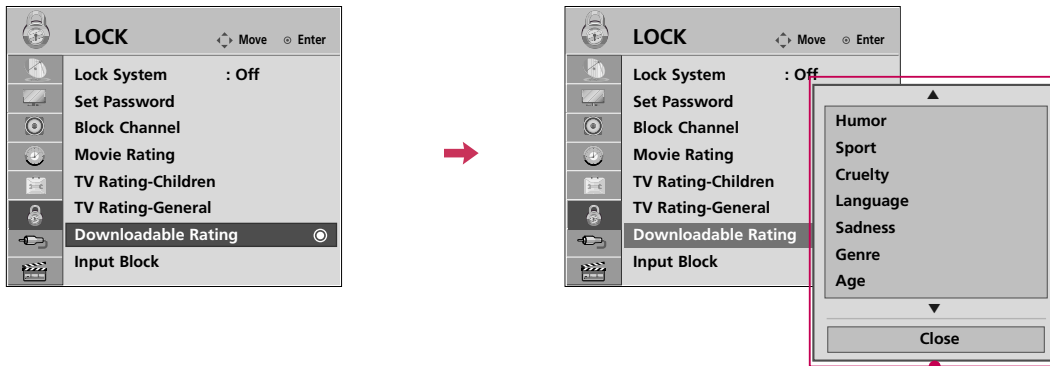 LOCK Move Enter
Lock System : Off
Set Password
Block Channel
Movie Rating
TV Rating-Children
TV Rating-General
Downloadable Rating
Input Block
LOCK Move Enter
Lock System : Off
Set Password
Block Channel
Movie Rating
TV Rating-Children
TV Rating-General
Downloadable Rating
Input Block
Humor
Sport
Cruelty
Language
Sadness
Genre
Age
Close